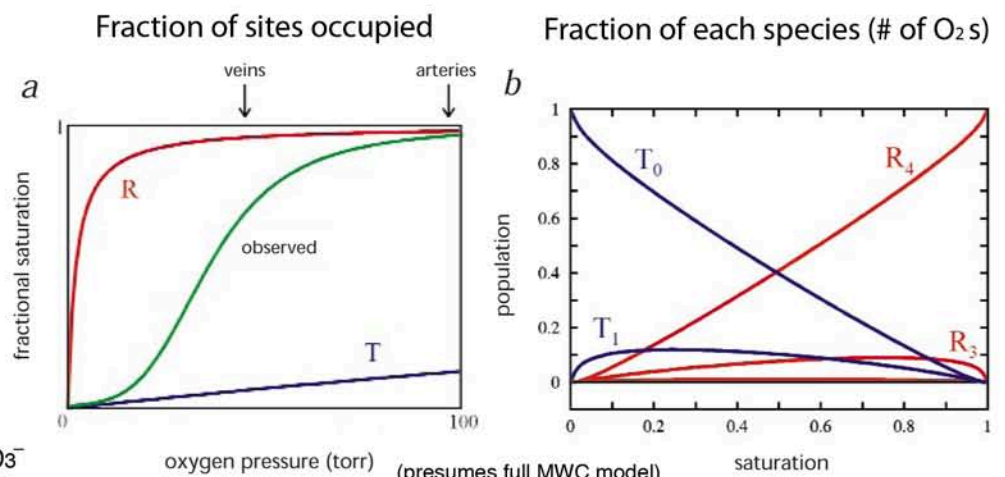 Fraction of sites occupied
Fraction of each species (# of O₂s)
a
veins
arteries
1
R
observed
T
fractional saturation
0
100
oxygen pressure (torr)
b
1
0.8
0.6
0.4
0.2
0
T₀
R₄
T₁
R₃
population
0
0.2
0.4
0.6
0.8
1
saturation
(presumes full MWC model)